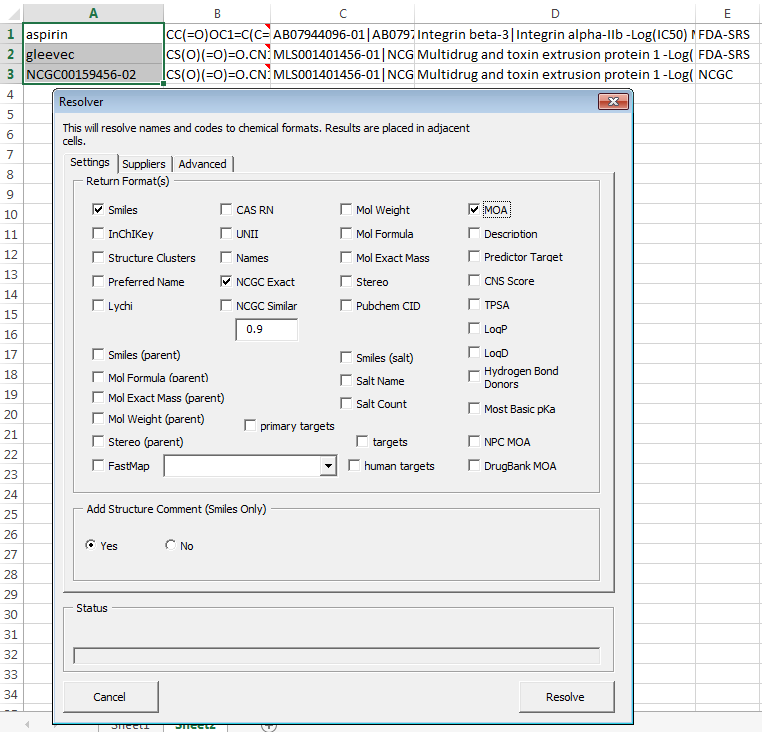 A B C D E
1 aspirin CC(=O)OC1=C(C= AB07944096-01|AB0797 Integrin beta-3|Integrin alpha-IIb -Log(IC50) M FDA-SRS
2 gleevec CS(O)(=O)=O.CN1 MLS001401456-01|NCG Multidrug and toxin extrusion protein 1 -Log( FDA-SRS
3 NCGC00159456-02 CS(O)(=O)=O.CN1 MLS001401456-01|NCG Multidrug and toxin extrusion protein 1 -Log( NCGC
4
5
6
7
8
9
10
11
12
13
14
15
16
17
18
19
20
21
22
23
24
25
26
27
28
29
30
31
32
33
34
Resolver
This will resolve names and codes to chemical formats. Results are placed in adjacent
cells.
Settings Suppliers Advanced
Return Format(s)
Smiles CAS RN Mol Weight MOA
InChIKey UNII Mol Formula Description
Structure Clusters Names Mol Exact Mass Predictor Target
Preferred Name NCGC Exact Stereo CNS Score
Lychi NCGC Similar Pubchem CID TPSA
0.9 LogP
Smiles (parent) Smiles (salt) LogD
Mol Formula (parent) Salt Name Hydrogen Bond
Donors
Mol Exact Mass (parent) Salt Count Most Basic pKa
Mol Weight (parent) primary targets
Stereo (parent) targets NPC MOA
FastMap human targets DrugBank MOA
Add Structure Comment (Smiles Only)
Yes No
Status
Cancel Resolve
Sheet1 Sheet2